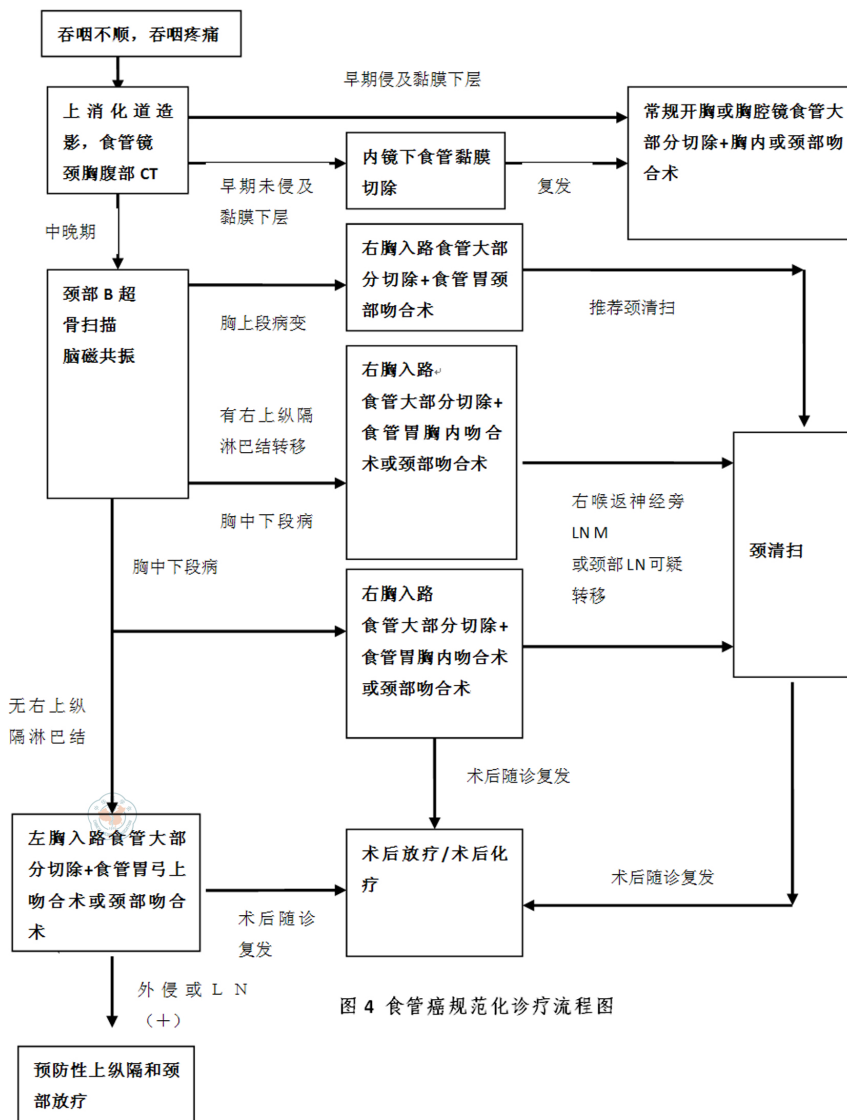 吞咽不顺，吞咽疼痛
早期侵及黏膜下层
上消化道造
影，食管镜
颈胸腹部 CT
常规开胸或胸腔镜食管大
部分切除+胸内或颈部吻
合术
内镜下食管黏膜
切除
早期未侵及
黏膜下层
复发
中晚期
右胸入路食管大部
分切除+食管胃颈
部吻合术
颈部 B 超
骨扫描
脑磁共振
胸上段病变
推荐颈清扫
右胸入路
食管大部分切除+
食管胃胸内吻合
术或颈部吻合术
有右上纵隔
淋巴结转移
胸中下段病
右喉返神经旁
LN M
或颈部 LN 可疑
转移
颈清扫
胸中下段病
右胸入路
食管大部分切除+
食管胃胸内吻合术
或颈部吻合术
无右上纵
隔淋巴结
术后随诊复发
左胸入路食管大部
分切除+食管胃弓上
吻合术或颈部吻合
术
术后放疗/术后化
疗
术后随诊复发
术后随诊
复发
外侵或LN
（+）
图 4 食管癌规范化诊疗流程图
预防性上纵隔和颈
部放疗